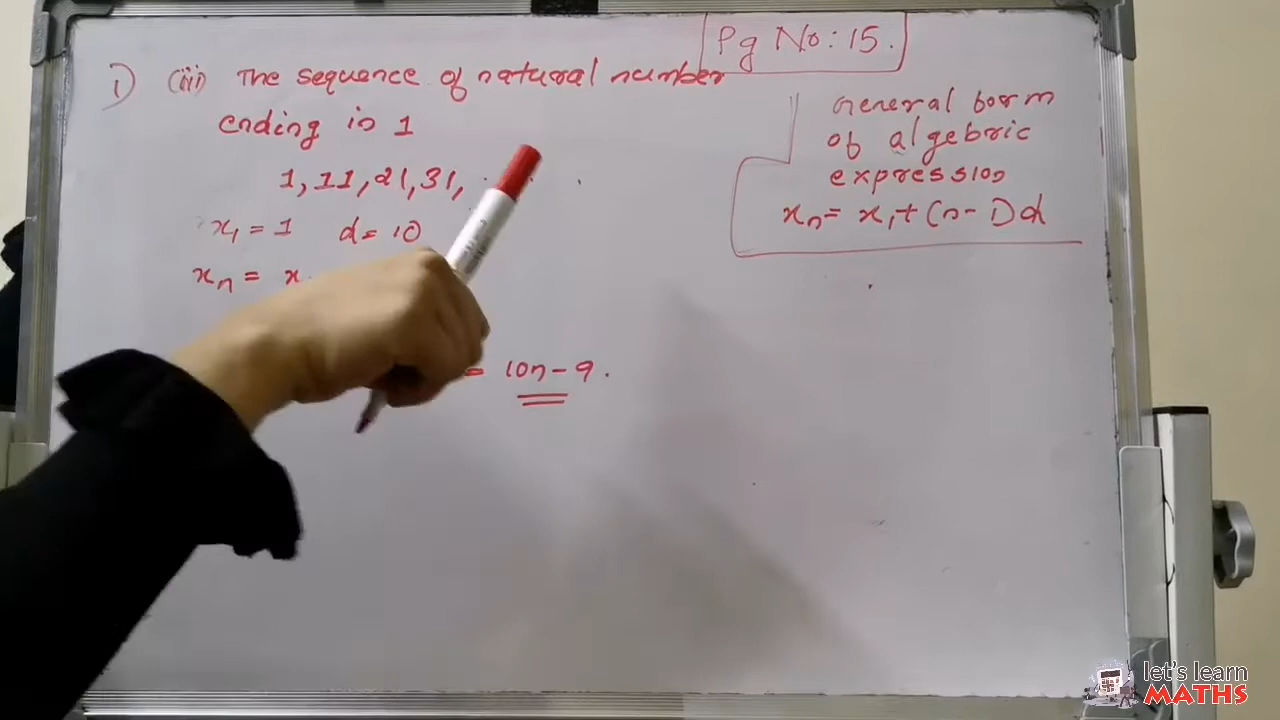 Pg No: 15.
1) (iii) The sequence of natural number
ending in 1
1, 11, 21, 31, . . .
x₁ = 1 d = 10
xₙ = x
= 10n - 9.
General form
of algebric
expression
xₙ = x₁ + (n - 1) d
let's learn
MATHS